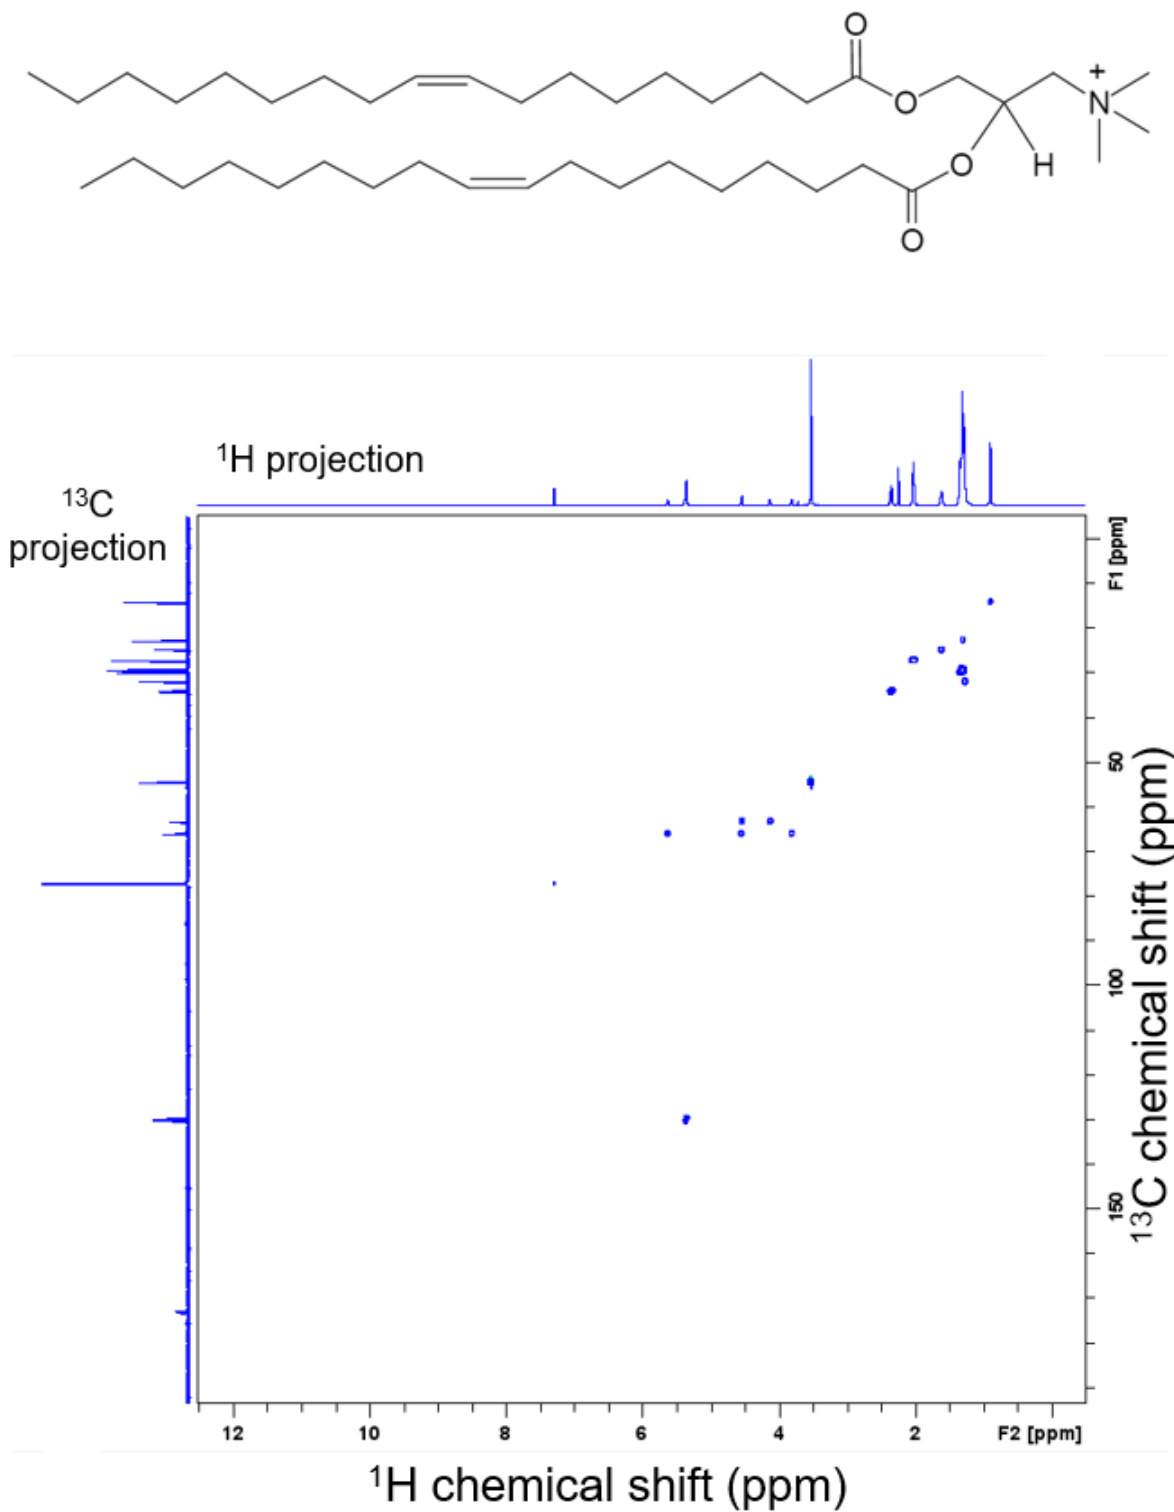 O
O
+
N
O
H
O
¹H projection
¹³C
projection
F1 [ppm]
50
100
150
¹³C chemical shift (ppm)
12 10 8 6 4 2 F2 [ppm]
¹H chemical shift (ppm)